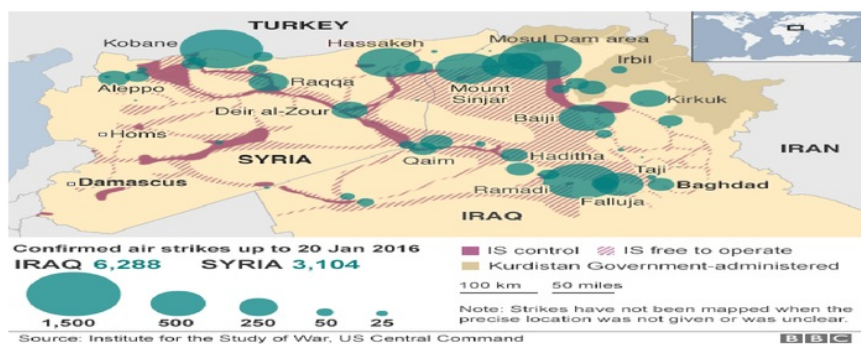 TURKEY
Kobane
Hassakeh
Mosul Dam area
Irbil
Aleppo
Raqqa
Mount
Sinjar
Kirkuk
Deir al-Zour
Baiji
Homs
SYRIA
Qaim
Haditha
IRAN
Taji
Damascus
Ramadi
Baghdad
Falluja
IRAQ
Confirmed air strikes up to 20 Jan 2016
IRAQ 6,288 SYRIA 3,104
1,500 500 250 50 25
IS control IS free to operate
Kurdistan Government-administered
100 km 50 miles
Note: Strikes have not been mapped when the
precise location was not given or was unclear.
Source: Institute for the Study of War, US Central Command
BBC